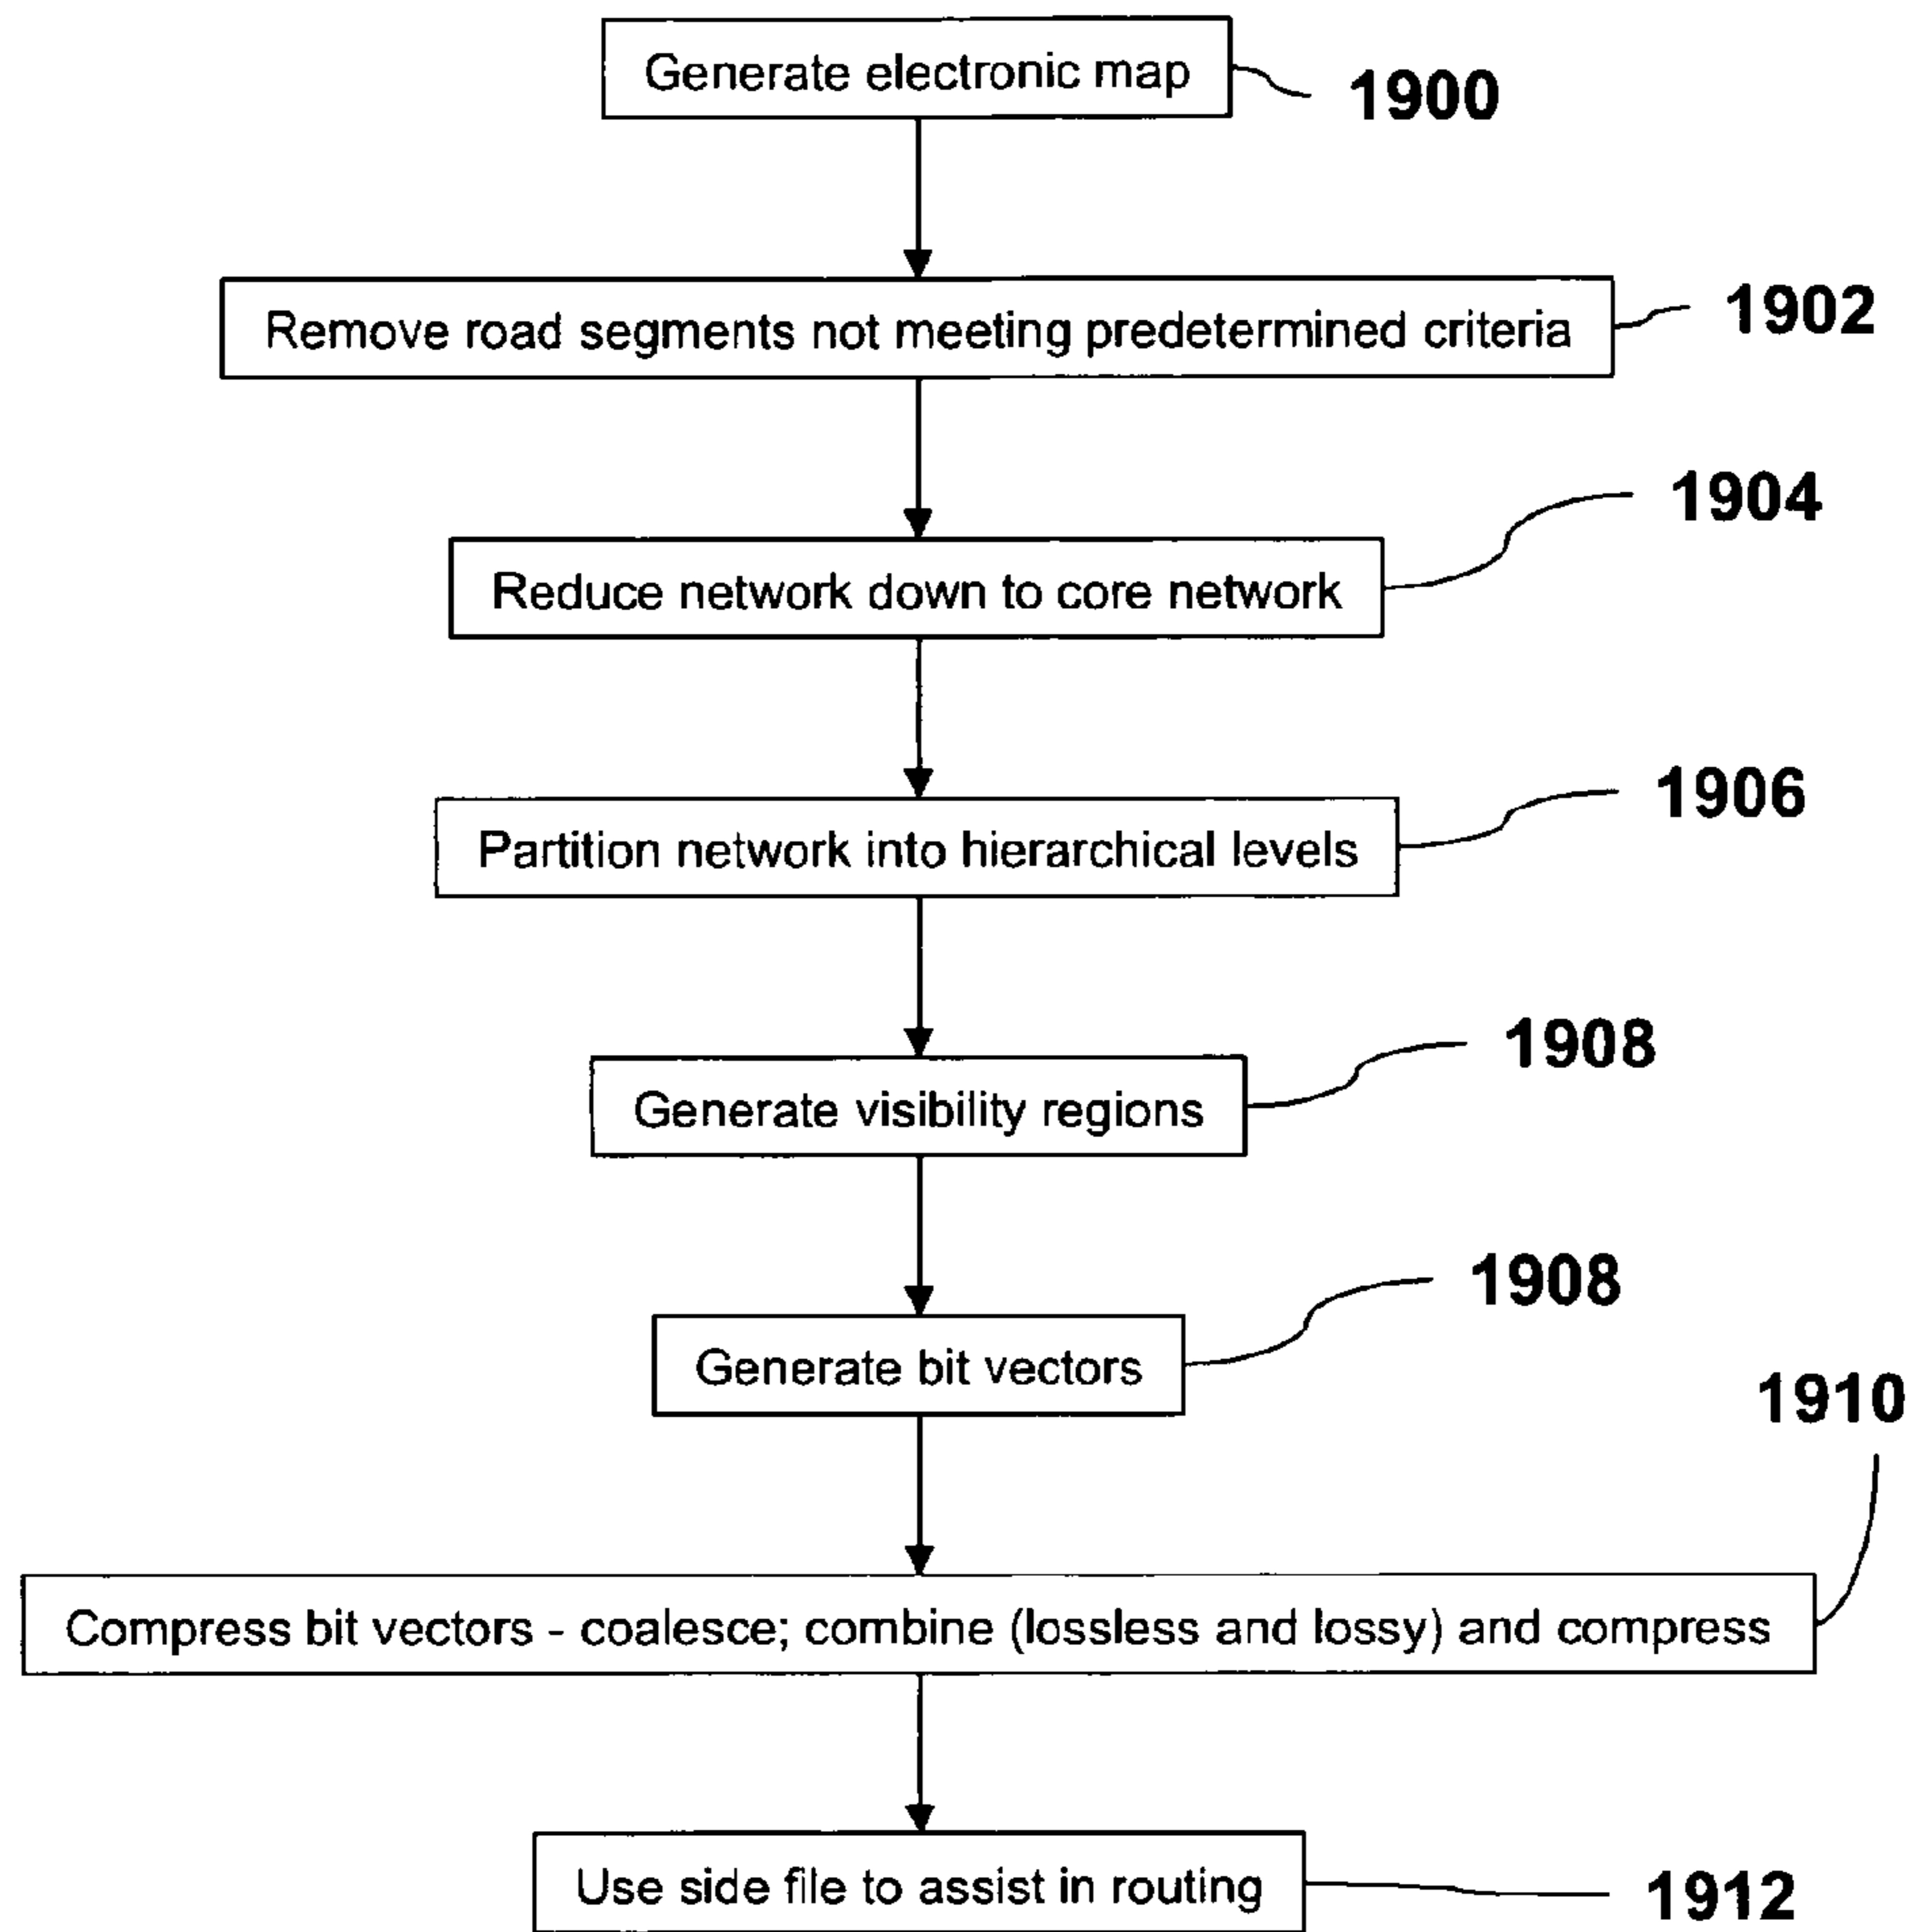 Generate electronic map
1900
Remove road segments not meeting predetermined criteria
1902
1904
Reduce network down to core network
1906
Partition network into hierarchical levels
1908
Generate visibility regions
1908
Generate bit vectors
1910
Compress bit vectors - coalesce; combine (lossless and lossy) and compress
Use side file to assist in routing
1912